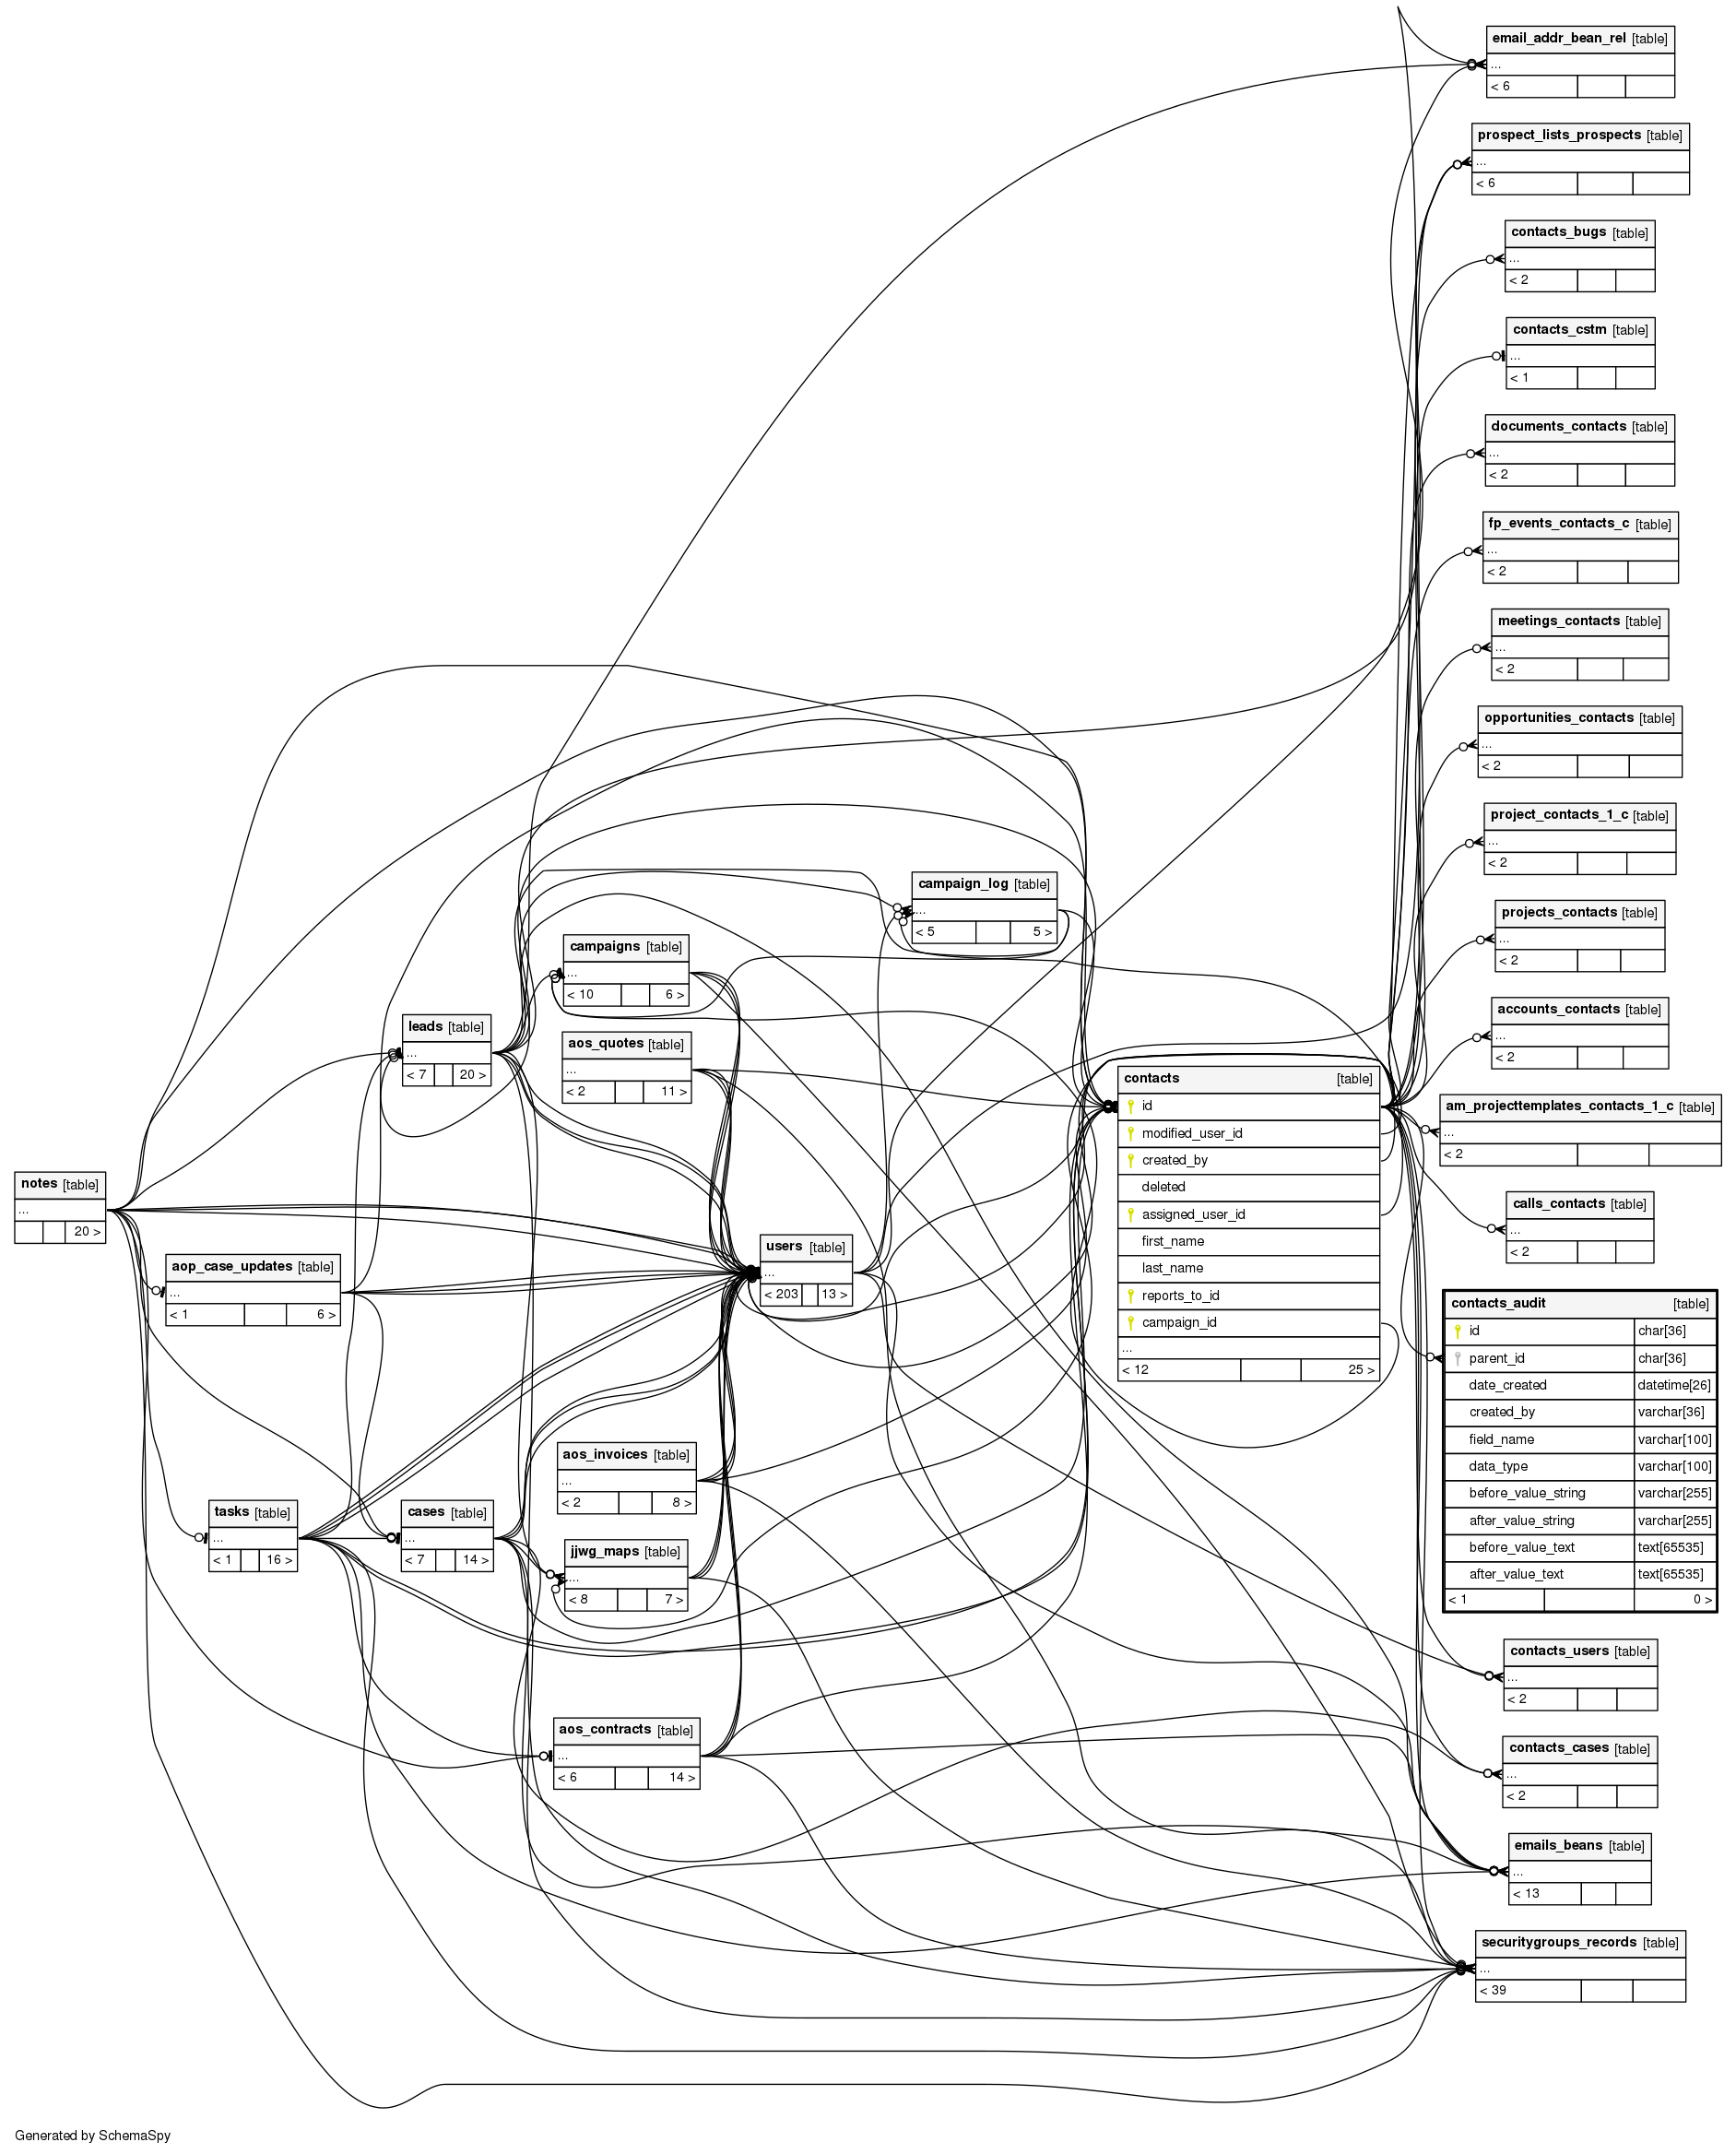 email_addr_bean_rel [table]
...
< 6
prospect_lists_prospects [table]
...
< 6
contacts_bugs [table]
...
< 2
contacts_cstm [table]
...
< 1
documents_contacts [table]
...
< 2
fp_events_contacts_c [table]
...
< 2
meetings_contacts [table]
...
< 2
opportunities_contacts [table]
...
< 2
project_contacts_1_c [table]
...
< 2
campaign_log [table]
...
< 5 5 >
projects_contacts [table]
...
< 2
campaigns [table]
...
< 10 6 >
accounts_contacts [table]
...
< 2
leads [table]
...
< 7 20 >
aos_quotes [table]
...
< 2 11 >
contacts [table]
id
modified_user_id
created_by
deleted
assigned_user_id
first_name
last_name
reports_to_id
campaign_id
...
< 12 25 >
am_projecttemplates_contacts_1_c [table]
...
< 2
notes [table]
...
20 >
calls_contacts [table]
...
< 2
users [table]
...
< 203 13 >
aop_case_updates [table]
...
< 1 6 >
contacts_audit [table]
id char[36]
parent_id char[36]
date_created datetime[26]
created_by varchar[36]
field_name varchar[100]
data_type varchar[100]
before_value_string varchar[255]
after_value_string varchar[255]
before_value_text text[65535]
after_value_text text[65535]
< 1 0 >
aos_invoices [table]
...
< 2 8 >
tasks [table]
...
< 1 16 >
cases [table]
...
< 7 14 >
jjwg_maps [table]
...
< 8 7 >
contacts_users [table]
...
< 2
aos_contracts [table]
...
< 6 14 >
contacts_cases [table]
...
< 2
emails_beans [table]
...
< 13
securitygroups_records [table]
...
< 39
Generated by SchemaSpy